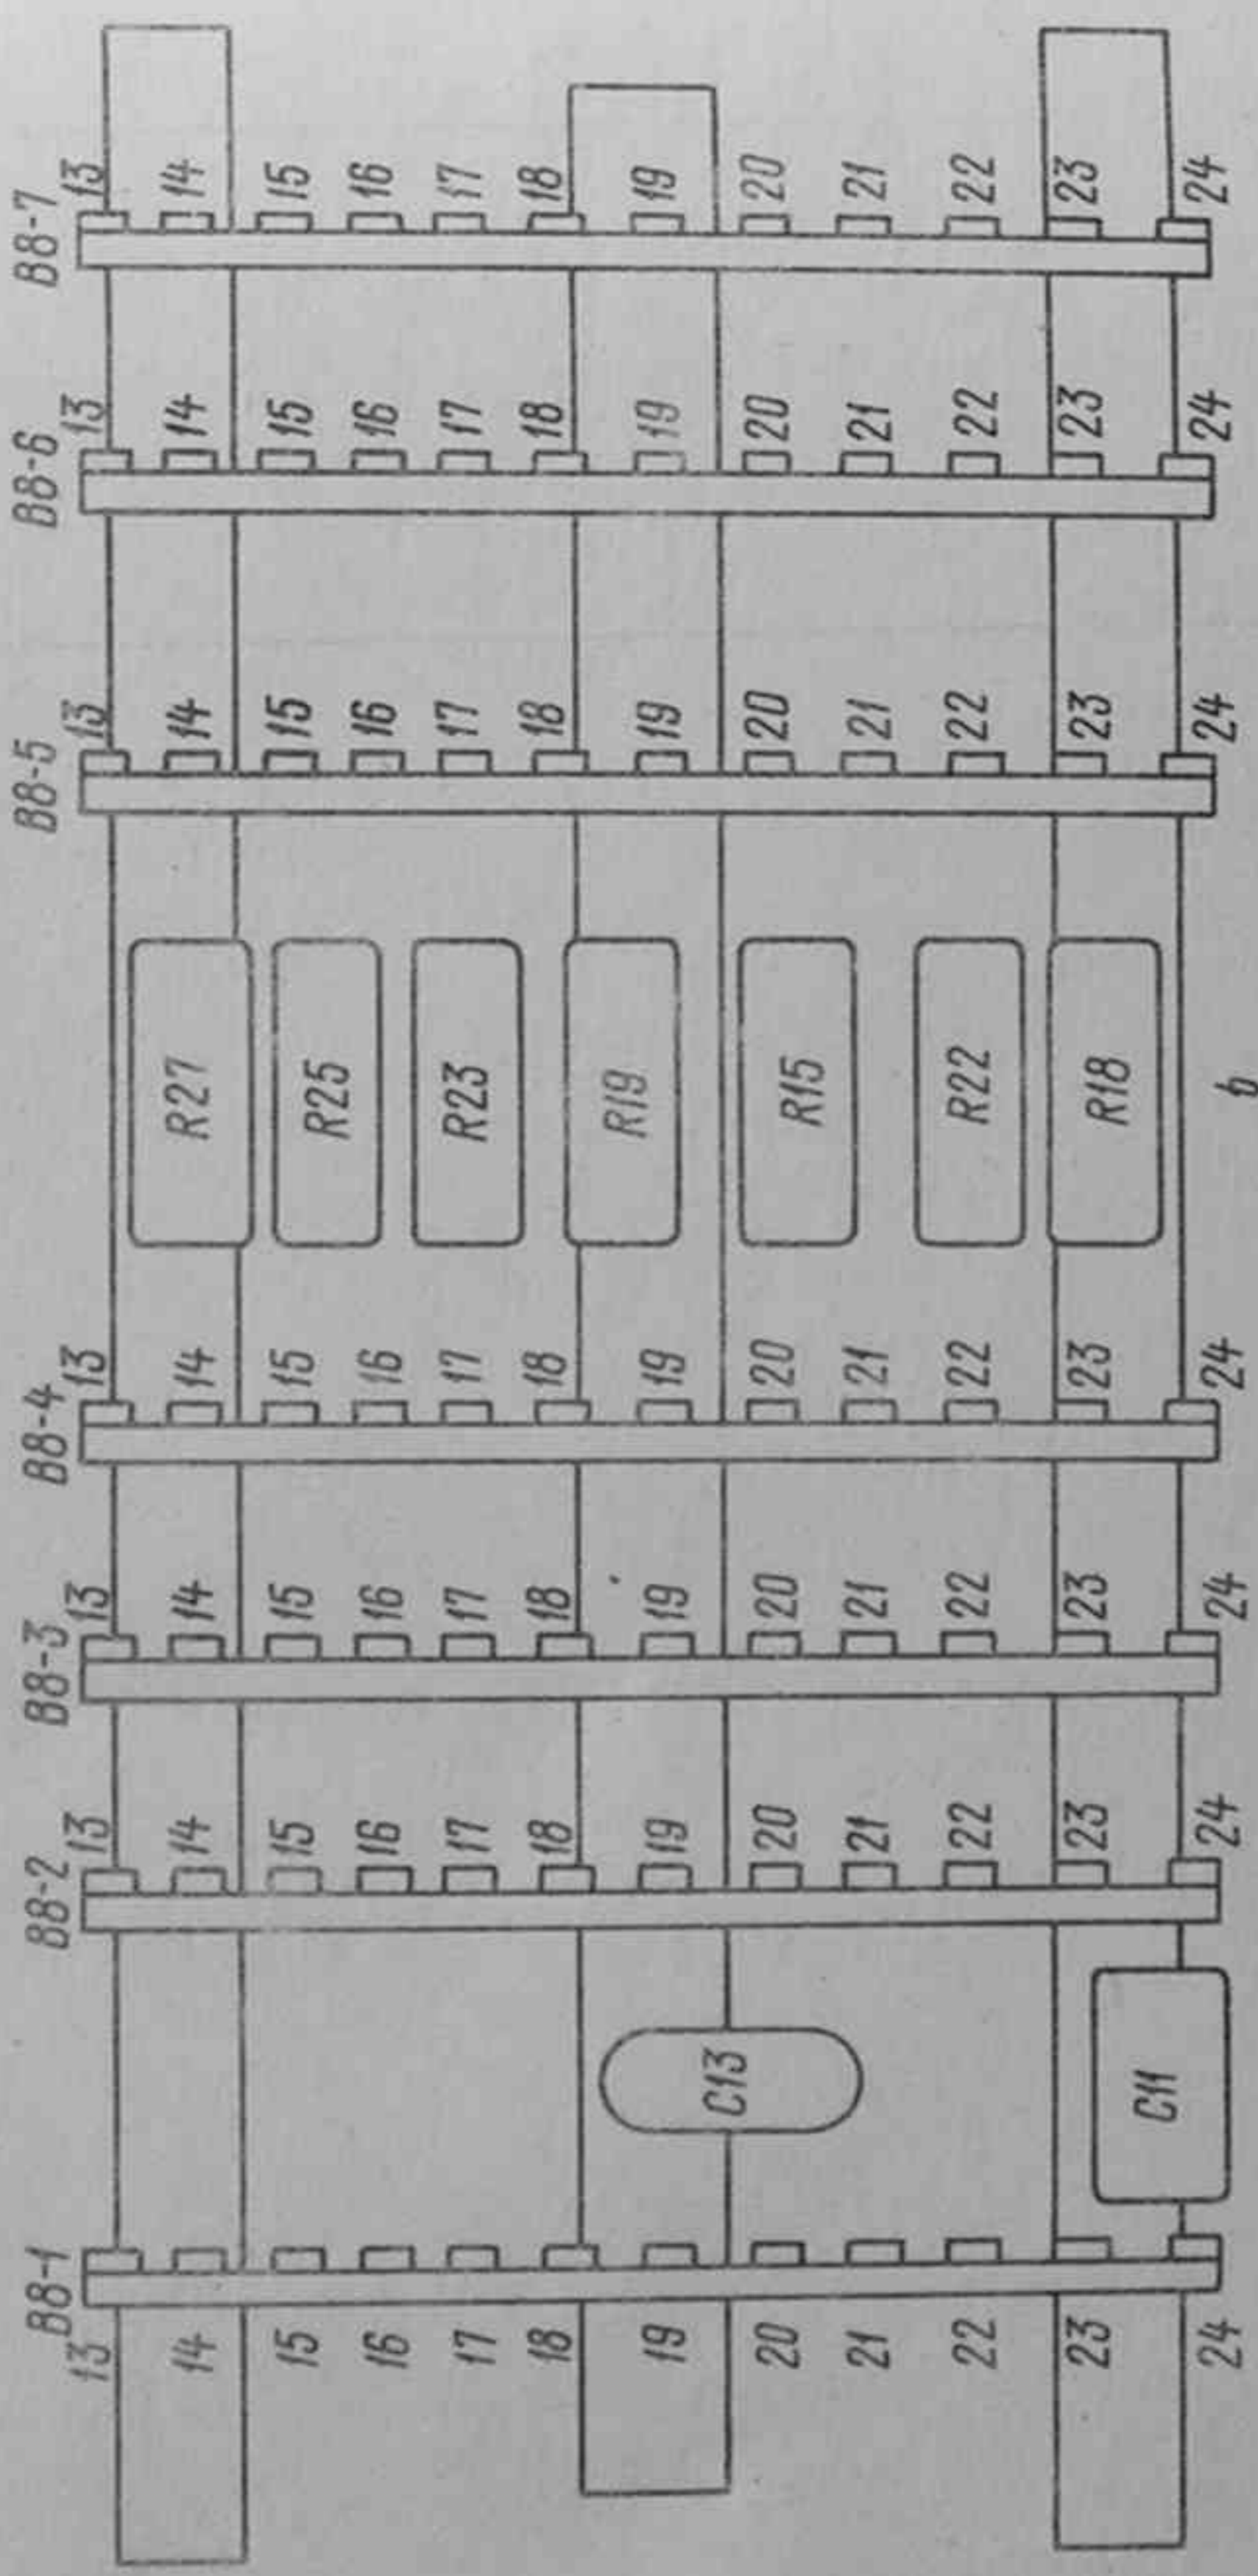 В8-1 В8-2 В8-3 В8-4 В8-5 В8-6 В8-7
13 13 13 13 13 13 13
14 14 14 14 R27 14 14 14
15 15 15 15 15 15 15
R25
16 16 16 16 16 16 16
17 17 17 17 R23 17 17 17
18 18 18 18 18 18 18
R19
19 19 19 19 19 19 19
C13
20 20 20 20 20 20 20
R15
21 21 21 21 21 21 21
22 22 22 22 R22 22 22 22
23 23 23 23 R18 23 23 23
C11
24 24 24 24 24 24 24
в